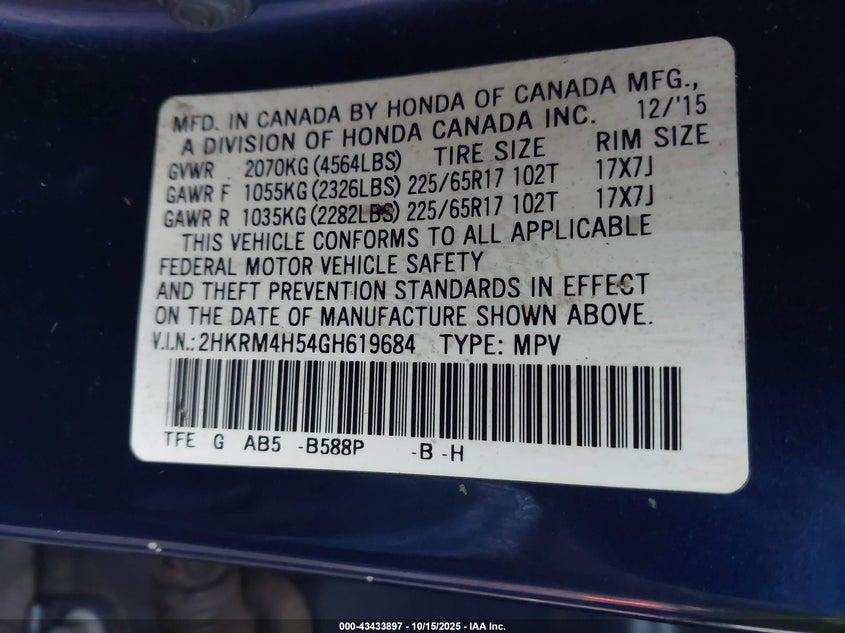 MFD. IN CANADA BY HONDA OF CANADA MFG.,
A DIVISION OF HONDA CANADA INC. 12/'15
GVWR 2070KG (4564LBS) TIRE SIZE RIM SIZE
GAWR F 1055KG (2326LBS) 225/65R17 102T 17X7J
GAWR R 1035KG (2282LBS) 225/65R17 102T 17X7J
THIS VEHICLE CONFORMS TO ALL APPLICABLE
FEDERAL MOTOR VEHICLE SAFETY
AND THEFT PREVENTION STANDARDS IN EFFECT
ON THE DATE OF MANUFACTURE SHOWN ABOVE.
V.I.N.: 2HKRM4H54GH619684 TYPE: MPV
TFE G AB5 -B588P -B -H
000-43433897 - 10/15/2025 - IAA Inc.